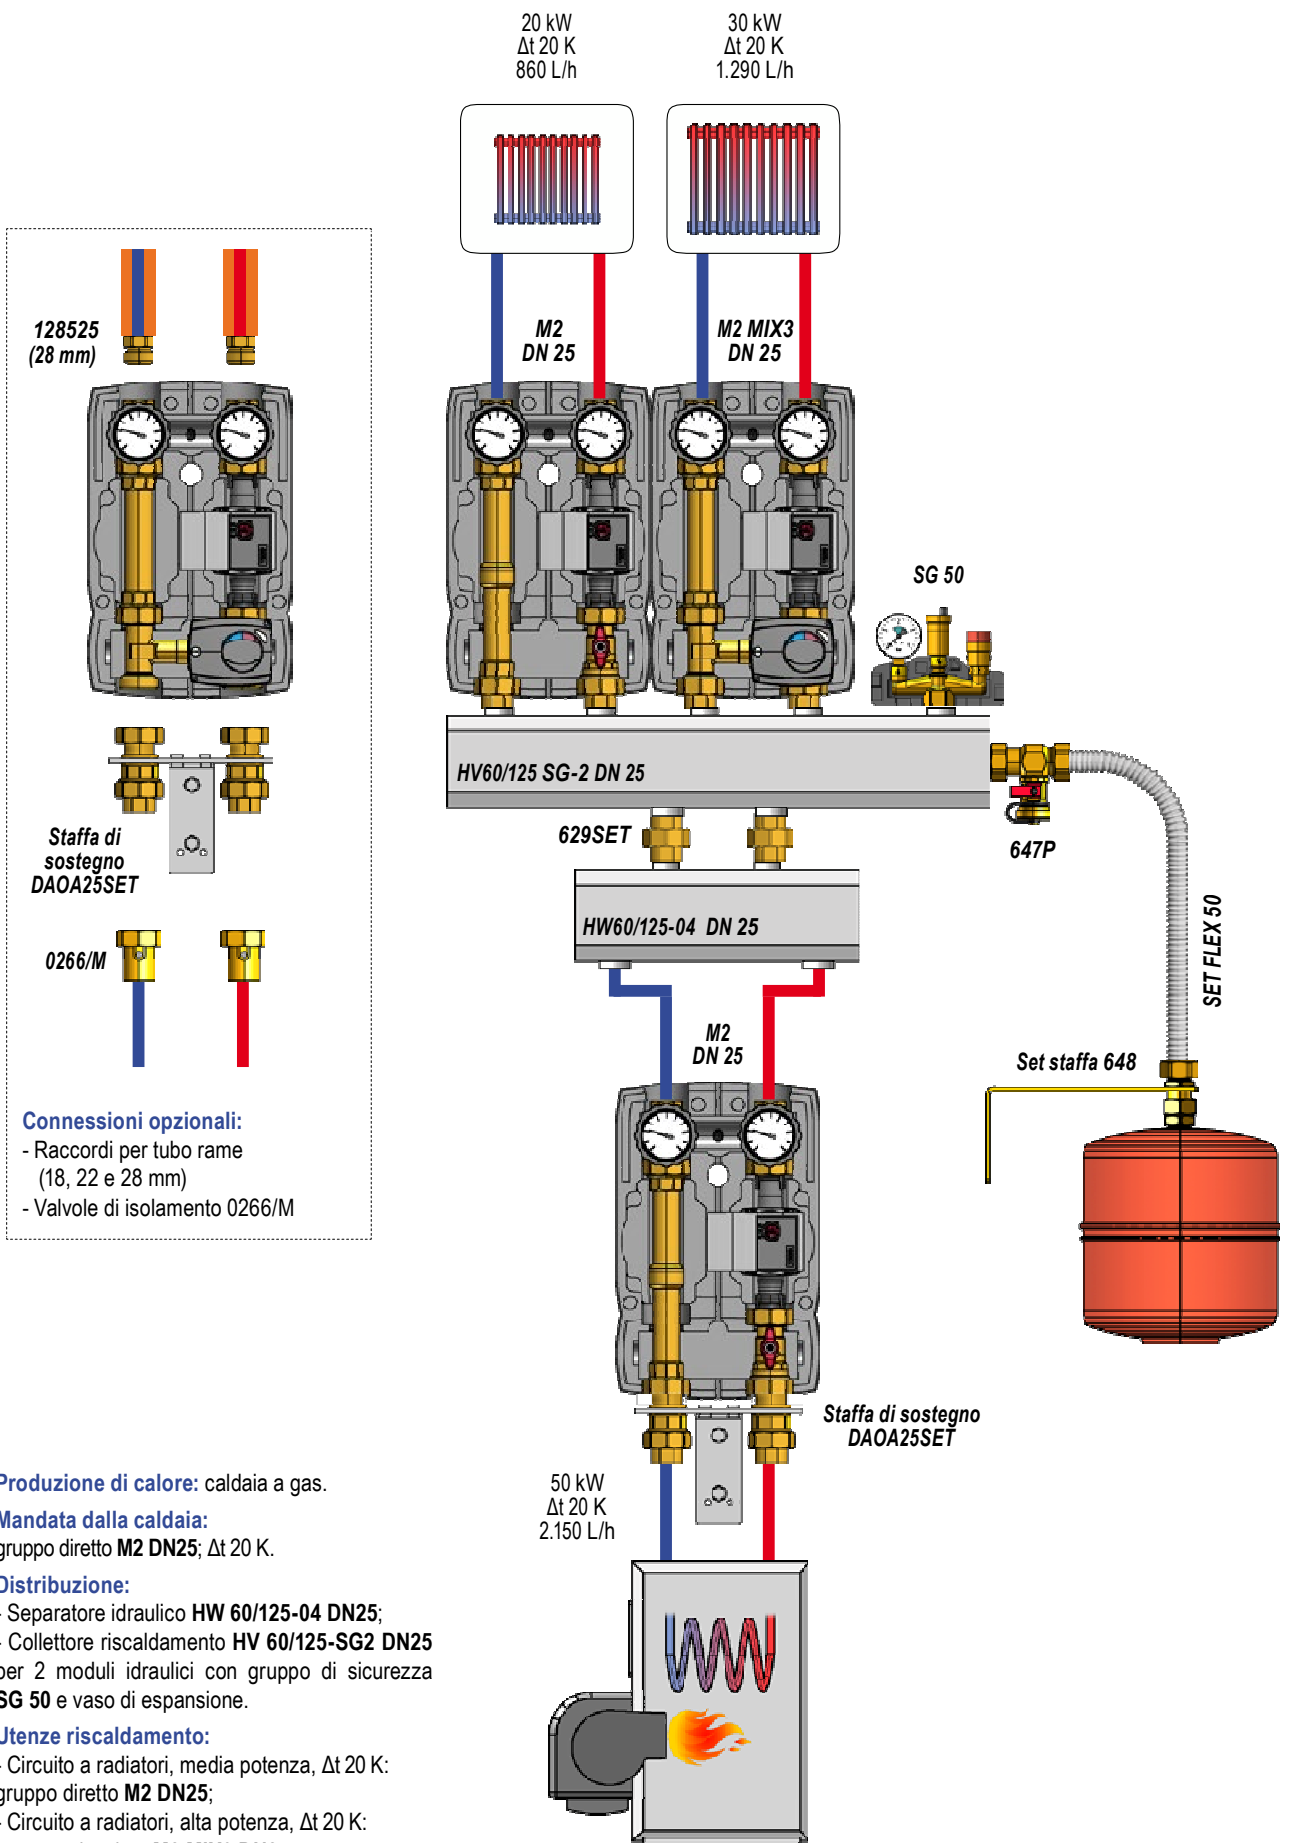 20 kW
Δt 20 K
860 L/h
30 kW
Δt 20 K
1.290 L/h
128525
(28 mm)
M2
DN 25
M2 MIX3
DN 25
SG 50
HV60/125 SG-2 DN 25
Staffa di
sostegno
DAOA25SET
629SET
647P
HW60/125-04 DN 25
0266/M
SET FLEX 50
M2
DN 25
Set staffa 648
Connessioni opzionali:
- Raccordi per tubo rame
(18, 22 e 28 mm)
- Valvole di isolamento 0266/M
Staffa di sostegno
DAOA25SET
50 kW
Δt 20 K
2.150 L/h
Produzione di calore: caldaia a gas.
Mandata dalla caldaia:
gruppo diretto M2 DN25; Δt 20 K.
Distribuzione:
- Separatore idraulico HW 60/125-04 DN25;
- Collettore riscaldamento HV 60/125-SG2 DN25
per 2 moduli idraulici con gruppo di sicurezza
SG 50 e vaso di espansione.
Utenze riscaldamento:
- Circuito a radiatori, media potenza, Δt 20 K:
gruppo diretto M2 DN25;
- Circuito a radiatori, alta potenza, Δt 20 K: